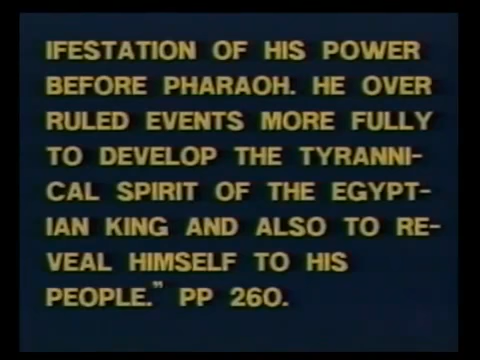 IFESTATION OF HIS POWER
BEFORE PHARAOH. HE OVER
RULED EVENTS MORE FULLY
TO DEVELOP THE TYRANNI-
CAL SPIRIT OF THE EGYPT-
IAN KING AND ALSO TO RE-
VEAL HIMSELF TO HIS
PEOPLE." PP 260.